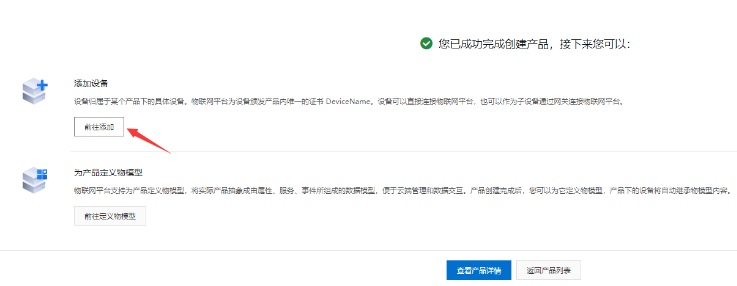 您已成功完成创建产品，接下来您可以：
添加设备
设备归属于某个产品下的具体设备。物联网平台为设备颁发产品内唯一的证书 DeviceName。设备可以直接连接物联网平台，也可以作为子设备通过网关连接物联网平台。
前往添加
为产品定义物模型
物联网平台支持为产品定义物模型，将实际产品抽象成由属性、服务、事件所组成的数据模型，便于云端管理和数据交互。产品创建完成后，您可以为它定义物模型，产品下的设备将自动继承物模型内容。
前往定义物模型
查看产品详情 返回产品列表